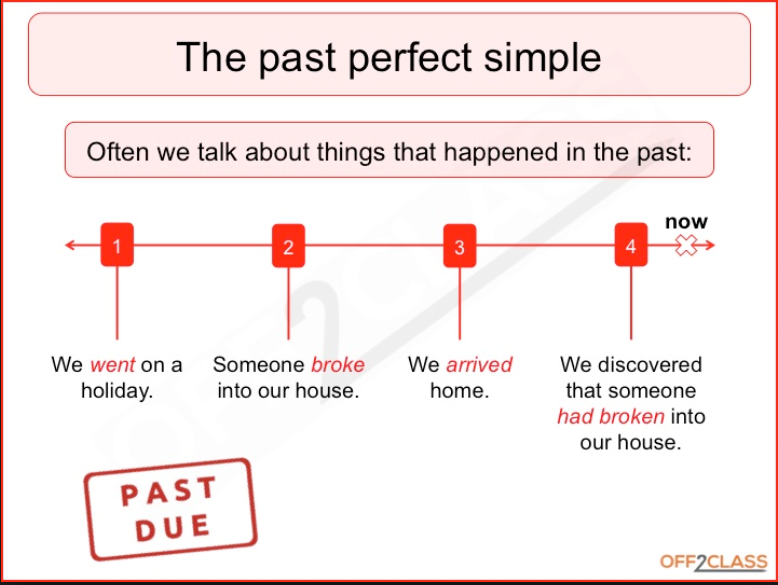 The past perfect simple
Often we talk about things that happened in the past:
now
1
2
3
4
We went on a
holiday.
Someone broke
into our house.
We arrived
home.
We discovered
that someone
had broken into
our house.
PAST
DUE
OFF2CLASS
OFF2CLASS